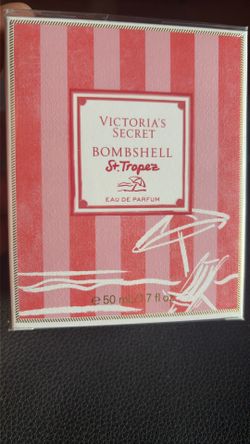 VICTORIA'S
SECRET
BOMBSHELL
St. Tropez
EAU DE PARFUM
℮ 50 mL/1.7 fl oz